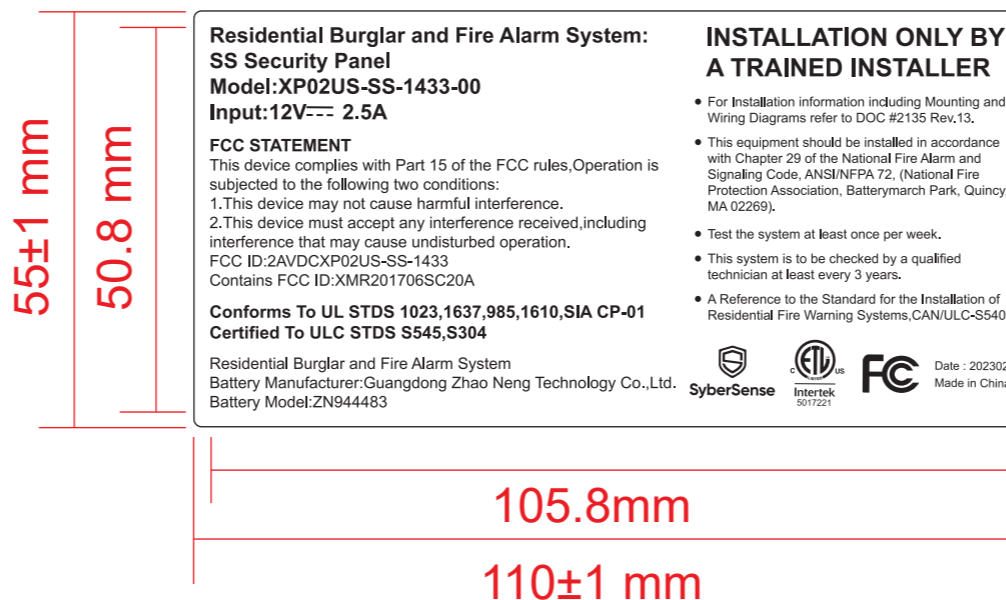 Residential Burglar and Fire Alarm System:
SS Security Panel
Model:XP02US-SS-1433-00
Input:12V⎓ 2.5A
FCC STATEMENT
This device complies with Part 15 of the FCC rules,Operation is
subjected to the following two conditions:
1.This device may not cause harmful interference.
2.This device must accept any interference received,including
interference that may cause undisturbed operation.
FCC ID:2AVDCXP02US-SS-1433
Contains FCC ID:XMR201706SC20A
Conforms To UL STDS 1023,1637,985,1610,SIA CP-01
Certified To ULC STDS S545,S304
Residential Burglar and Fire Alarm System
Battery Manufacturer:Guangdong Zhao Neng Technology Co.,Ltd.
Battery Model:ZN944483
INSTALLATION ONLY BY
A TRAINED INSTALLER
• For Installation information including Mounting and
Wiring Diagrams refer to DOC #2135 Rev.13.
• This equipment should be installed in accordance
with Chapter 29 of the National Fire Alarm and
Signaling Code, ANSI/NFPA 72, (National Fire
Protection Association, Batterymarch Park, Quincy,
MA 02269).
• Test the system at least once per week.
• This system is to be checked by a qualified
technician at least every 3 years.
• A Reference to the Standard for the Installation of
Residential Fire Warning Systems,CAN/ULC-S540
SyberSense
C ETL US
Intertek
5017221
FC
Date : 202302
Made in China
55±1 mm
50.8 mm
105.8mm
110±1 mm